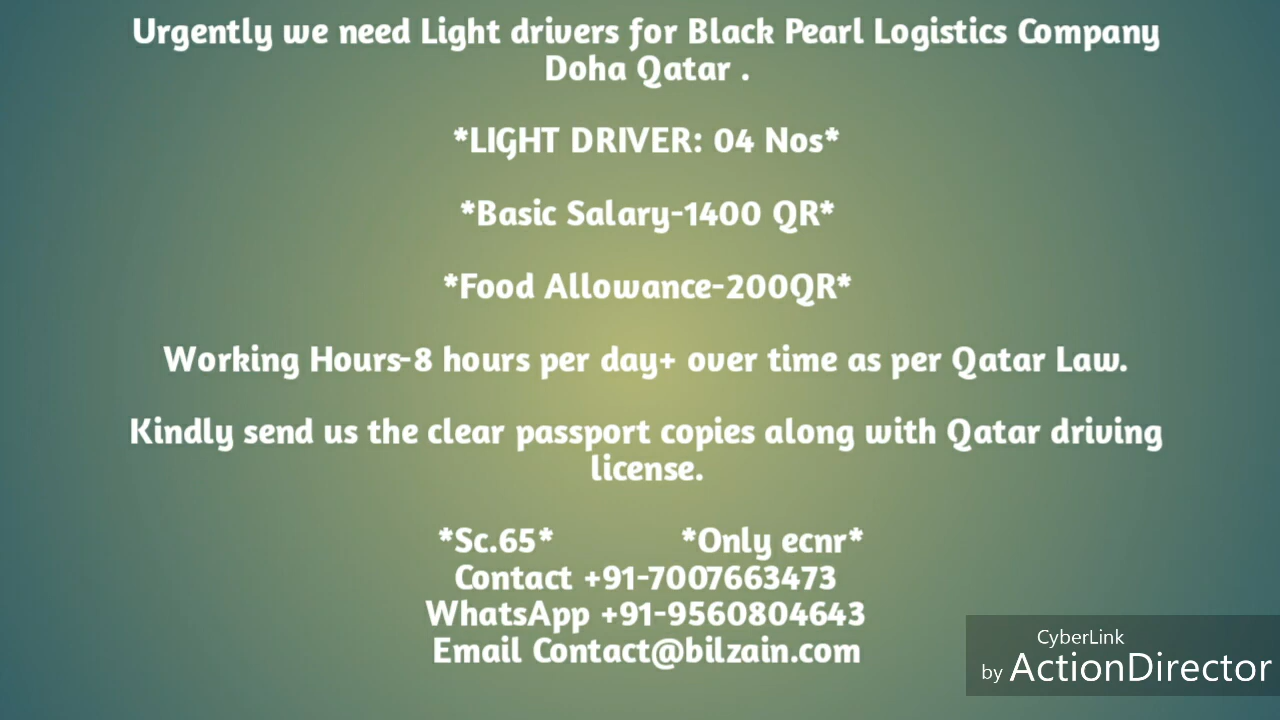 Urgently we need Light drivers for Black Pearl Logistics Company
Doha Qatar .
*LIGHT DRIVER: 04 Nos*
*Basic Salary-1400 QR*
*Food Allowance-200QR*
Working Hours-8 hours per day+ over time as per Qatar Law.
Kindly send us the clear passport copies along with Qatar driving
license.
*Sc.65* *Only ecnr*
Contact +91-7007663473
WhatsApp +91-9560804643
Email Contact@bilzain.com
CyberLink
by ActionDirector